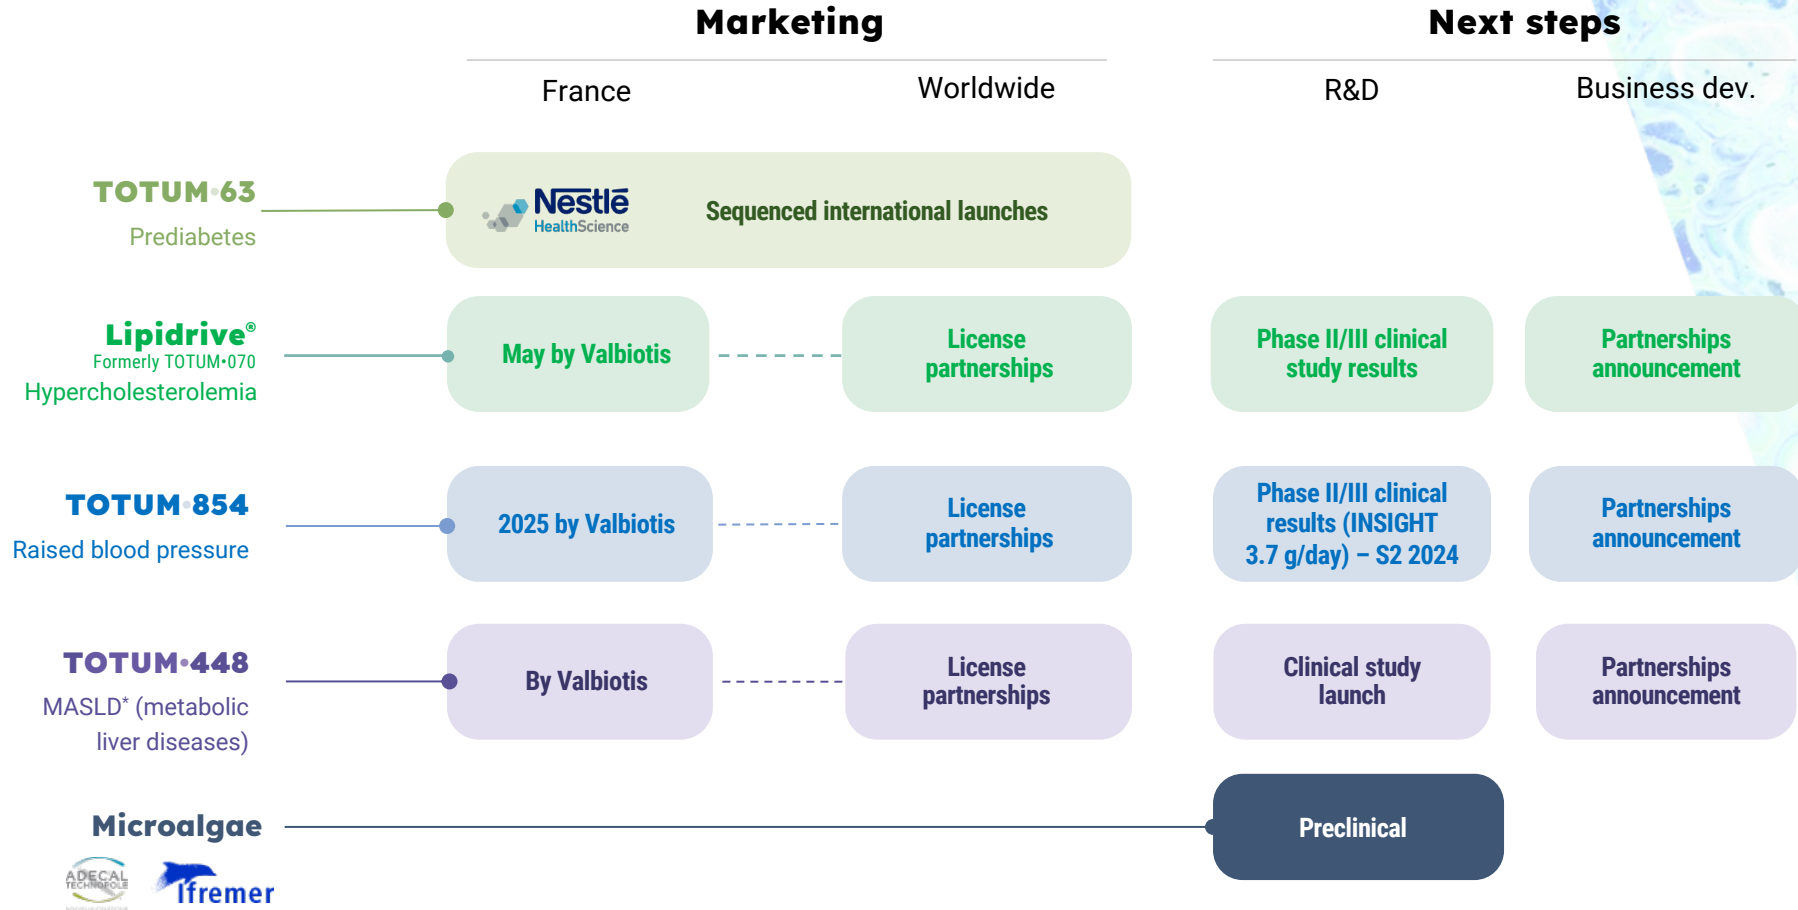 Marketing
Next steps
France
Worldwide
R&D
Business dev.
TOTUM•63
Prediabetes
Nestlé
HealthScience
Sequenced international launches
Lipidrive®
Formerly TOTUM•070
Hypercholesterolemia
May by Valbiotis
License
partnerships
Phase II/III clinical
study results
Partnerships
announcement
TOTUM•854
Raised blood pressure
2025 by Valbiotis
License
partnerships
Phase II/III clinical
results (INSIGHT
3.7 g/day) – S2 2024
Partnerships
announcement
TOTUM•448
MASLD* (metabolic
liver diseases)
By Valbiotis
License
partnerships
Clinical study
launch
Partnerships
announcement
Microalgae
Preclinical
ADECAL
TECHNOPOLE
Ifremer